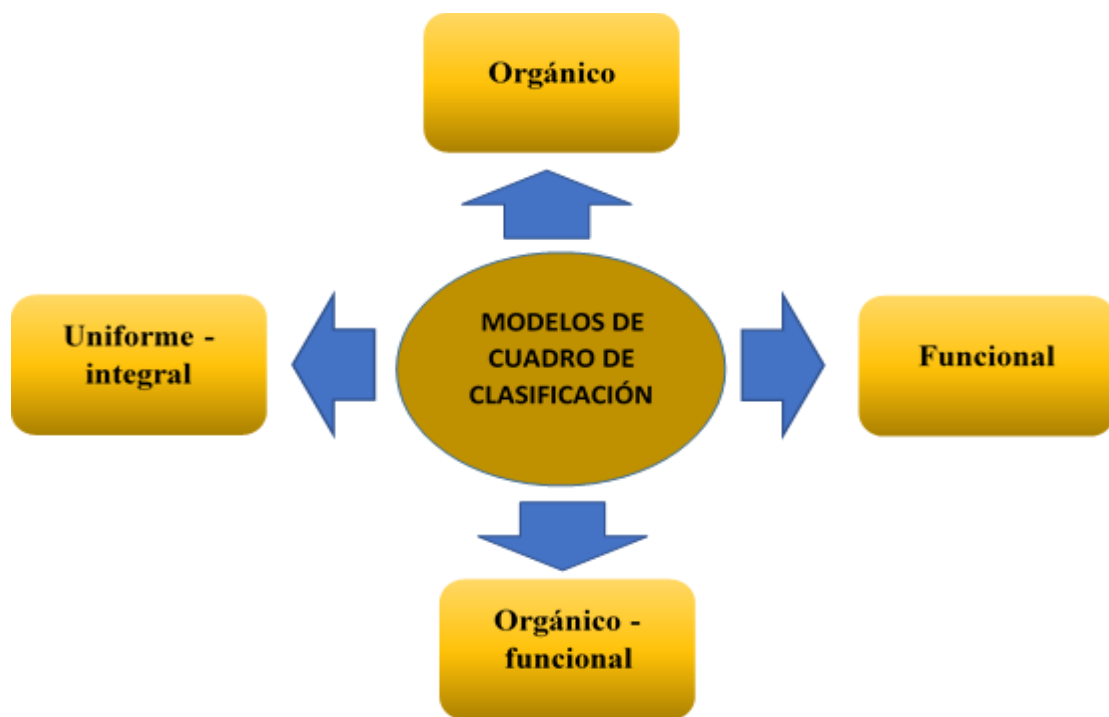 Orgánico
Uniforme -
integral
MODELOS DE
CUADRO DE
CLASIFICACIÓN
Funcional
Orgánico -
funcional